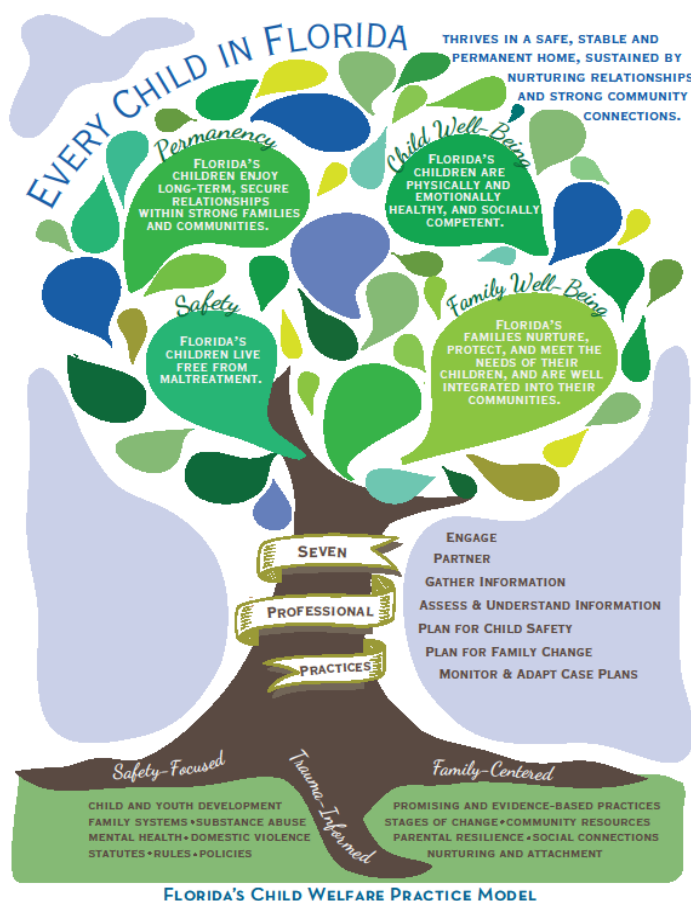 EVERY CHILD IN FLORIDA
THRIVES IN A SAFE, STABLE AND
PERMANENT HOME, SUSTAINED BY
NURTURING RELATIONSHIPS
AND STRONG COMMUNITY
CONNECTIONS.
Permanency
FLORIDA'S
CHILDREN ENJOY
LONG-TERM, SECURE
RELATIONSHIPS
WITHIN STRONG FAMILIES
AND COMMUNITIES.
Child Well-Being
FLORIDA'S
CHILDREN ARE
PHYSICALLY AND
EMOTIONALLY
HEALTHY, AND SOCIALLY
COMPETENT.
Safety
FLORIDA'S
CHILDREN LIVE
FREE FROM
MALTREATMENT.
Family Well-Being
FLORIDA'S
FAMILIES NURTURE,
PROTECT, AND MEET THE
NEEDS OF THEIR
CHILDREN, AND ARE WELL
INTEGRATED INTO THEIR
COMMUNITIES.
SEVEN
PROFESSIONAL
PRACTICES
ENGAGE
PARTNER
GATHER INFORMATION
ASSESS & UNDERSTAND INFORMATION
PLAN FOR CHILD SAFETY
PLAN FOR FAMILY CHANGE
MONITOR & ADAPT CASE PLANS
Safety-Focused
Trauma-Informed
Family-Centered
CHILD AND YOUTH DEVELOPMENT
FAMILY SYSTEMS • SUBSTANCE ABUSE
MENTAL HEALTH • DOMESTIC VIOLENCE
STATUTES • RULES • POLICIES
PROMISING AND EVIDENCE-BASED PRACTICES
STAGES OF CHANGE • COMMUNITY RESOURCES
PARENTAL RESILIENCE • SOCIAL CONNECTIONS
NURTURING AND ATTACHMENT
FLORIDA'S CHILD WELFARE PRACTICE MODEL